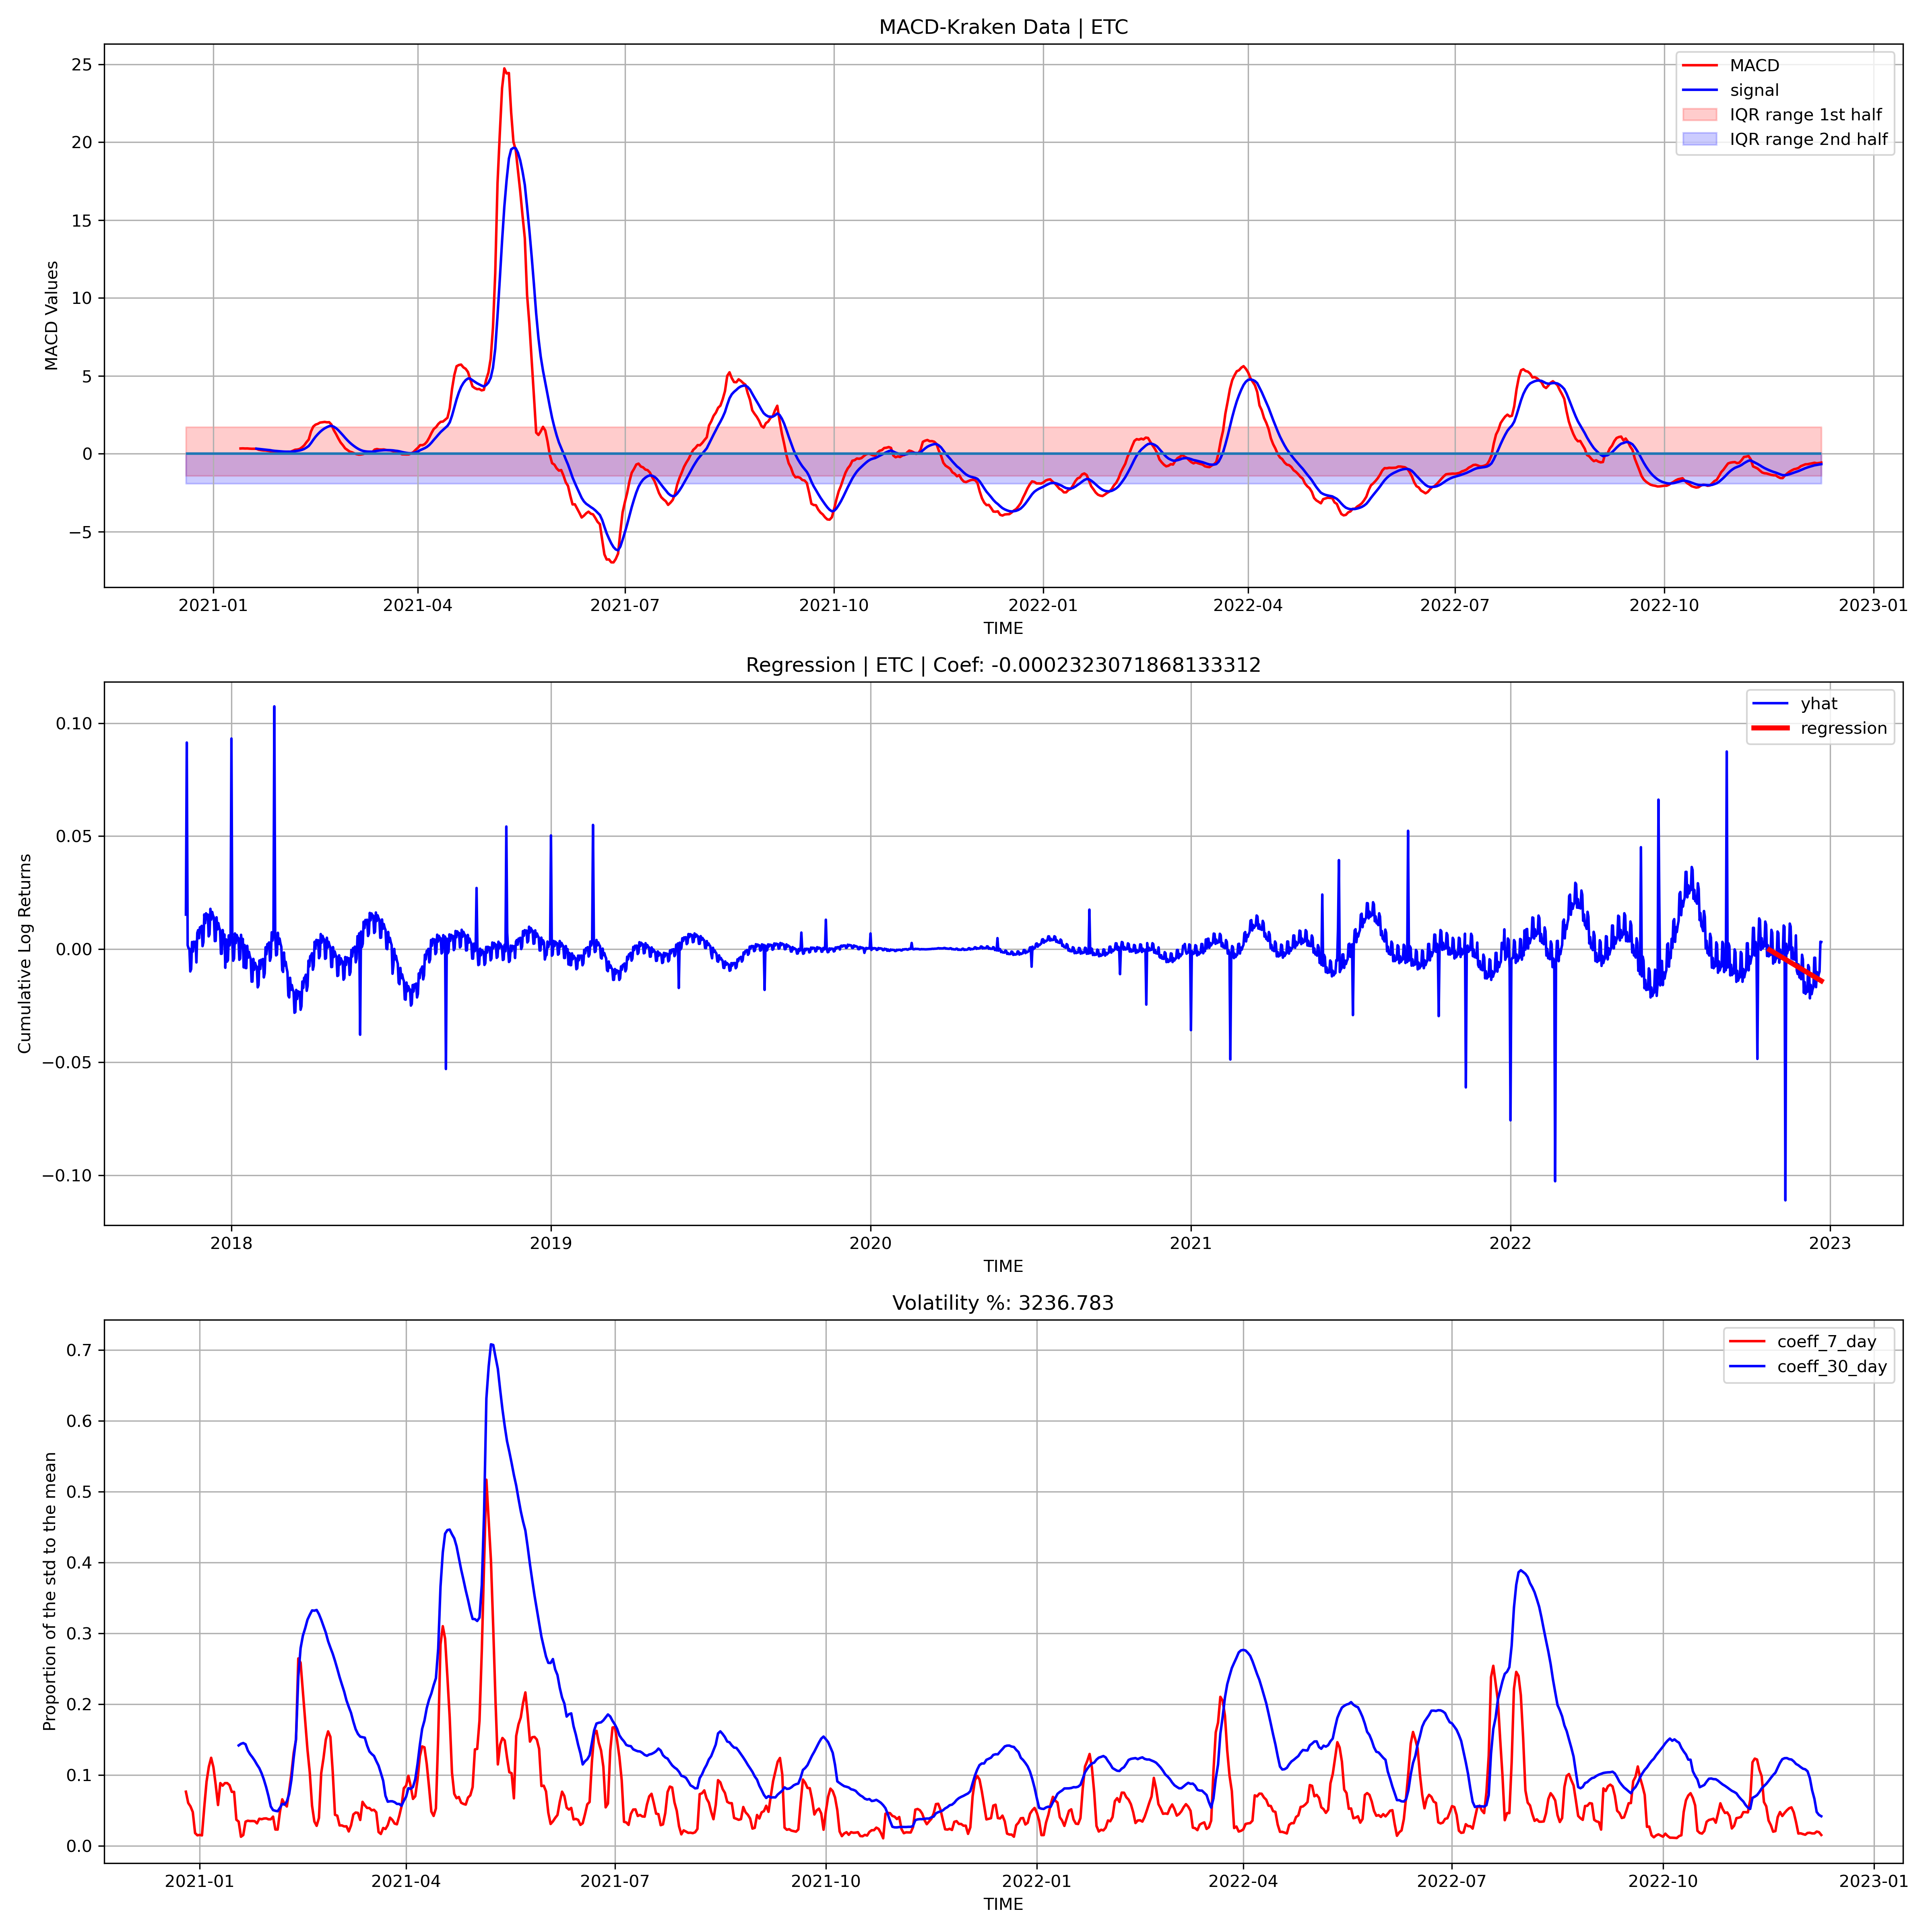 MACD-Kraken Data | ETC
MACD Values
25
20
15
10
5
0
−5
MACD
signal
IQR range 1st half
IQR range 2nd half
2021-01 2021-04 2021-07 2021-10 2022-01 2022-04 2022-07 2022-10 2023-01
TIME
Regression | ETC | Coef: -0.0002323071868133312
Cumulative Log Returns
0.10
0.05
0.00
−0.05
−0.10
yhat
regression
2018 2019 2020 2021 2022 2023
TIME
Volatility %: 3236.783
Proportion of the std to the mean
0.7
0.6
0.5
0.4
0.3
0.2
0.1
0.0
coeff_7_day
coeff_30_day
2021-01 2021-04 2021-07 2021-10 2022-01 2022-04 2022-07 2022-10 2023-01
TIME